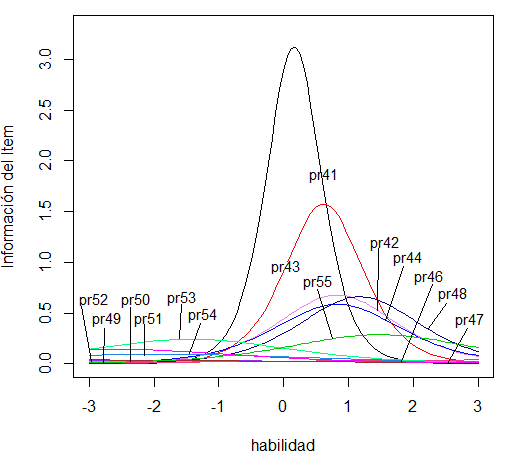 Información del Item
0.0 0.5 1.0 1.5 2.0 2.5 3.0
pr41
pr42
pr44
pr43
pr55
pr46
pr48
pr47
pr52
pr50
pr53
pr49
pr51
pr54
-3 -2 -1 0 1 2 3
habilidad